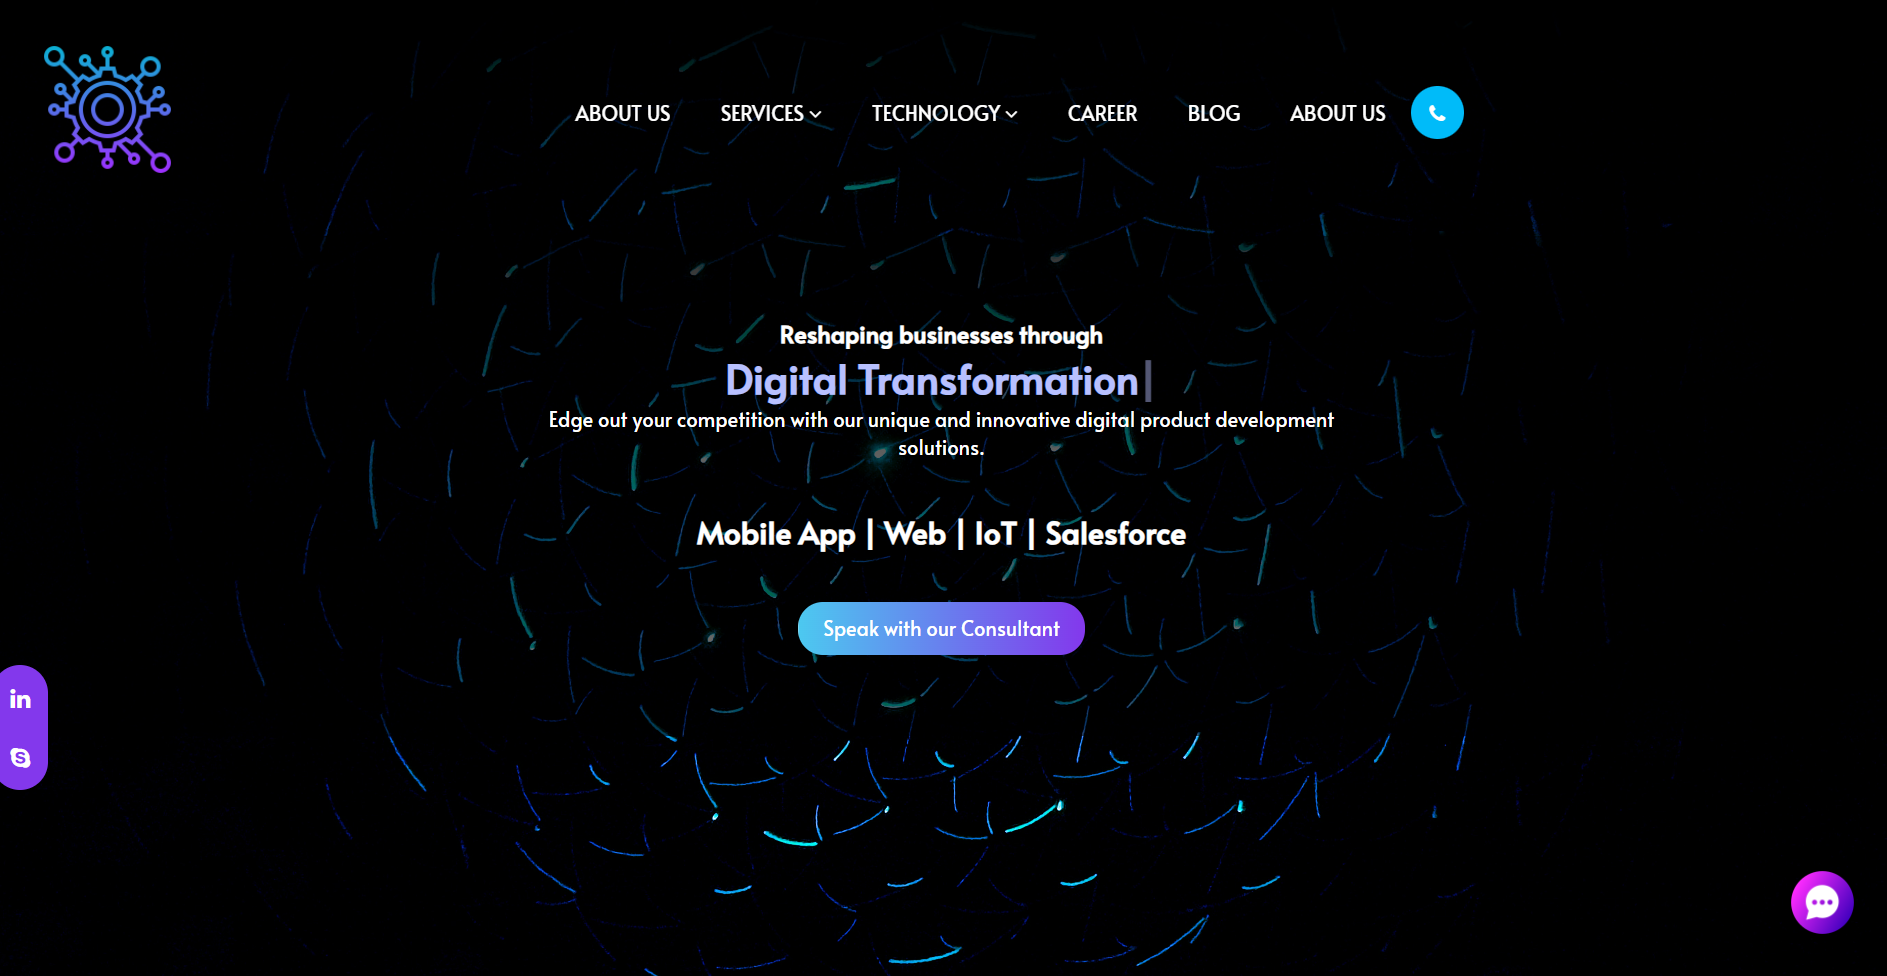 ABOUT US SERVICES TECHNOLOGY CAREER BLOG ABOUT US
Reshaping businesses through
Digital Transformation|
Edge out your competition with our unique and innovative digital product development
solutions.
Mobile App | Web | IoT | Salesforce
Speak with our Consultant
in
S